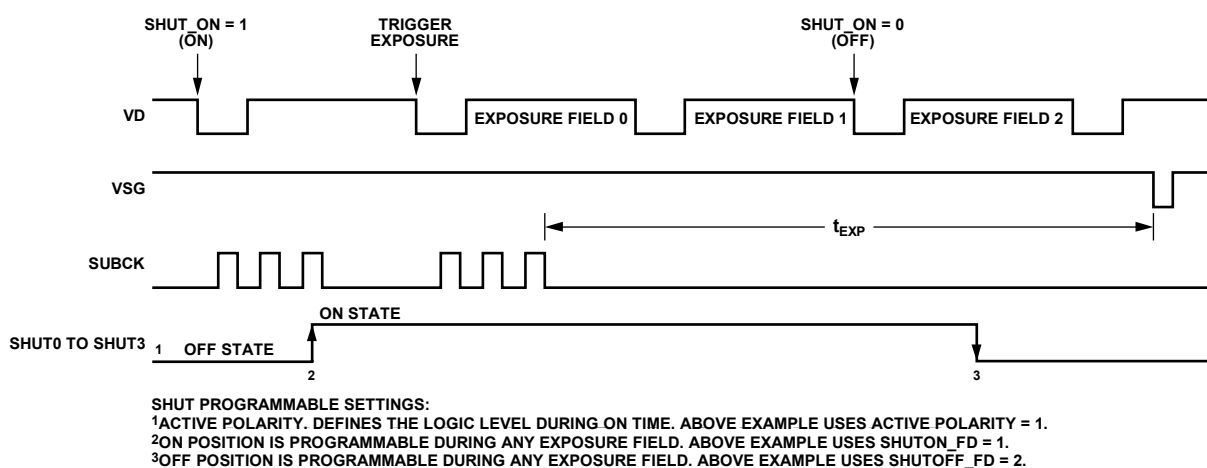 SHUT_ON = 1
(ON)
TRIGGER
EXPOSURE
SHUT_ON = 0
(OFF)
VD
EXPOSURE FIELD 0
EXPOSURE FIELD 1
EXPOSURE FIELD 2
VSG
tEXP
SUBCK
ON STATE
SHUT0 TO SHUT3
1
OFF STATE
2
3
SHUT PROGRAMMABLE SETTINGS:
1ACTIVE POLARITY. DEFINES THE LOGIC LEVEL DURING ON TIME. ABOVE EXAMPLE USES ACTIVE POLARITY = 1.
2ON POSITION IS PROGRAMMABLE DURING ANY EXPOSURE FIELD. ABOVE EXAMPLE USES SHUTON_FD = 1.
3OFF POSITION IS PROGRAMMABLE DURING ANY EXPOSURE FIELD. ABOVE EXAMPLE USES SHUTOFF_FD = 2.